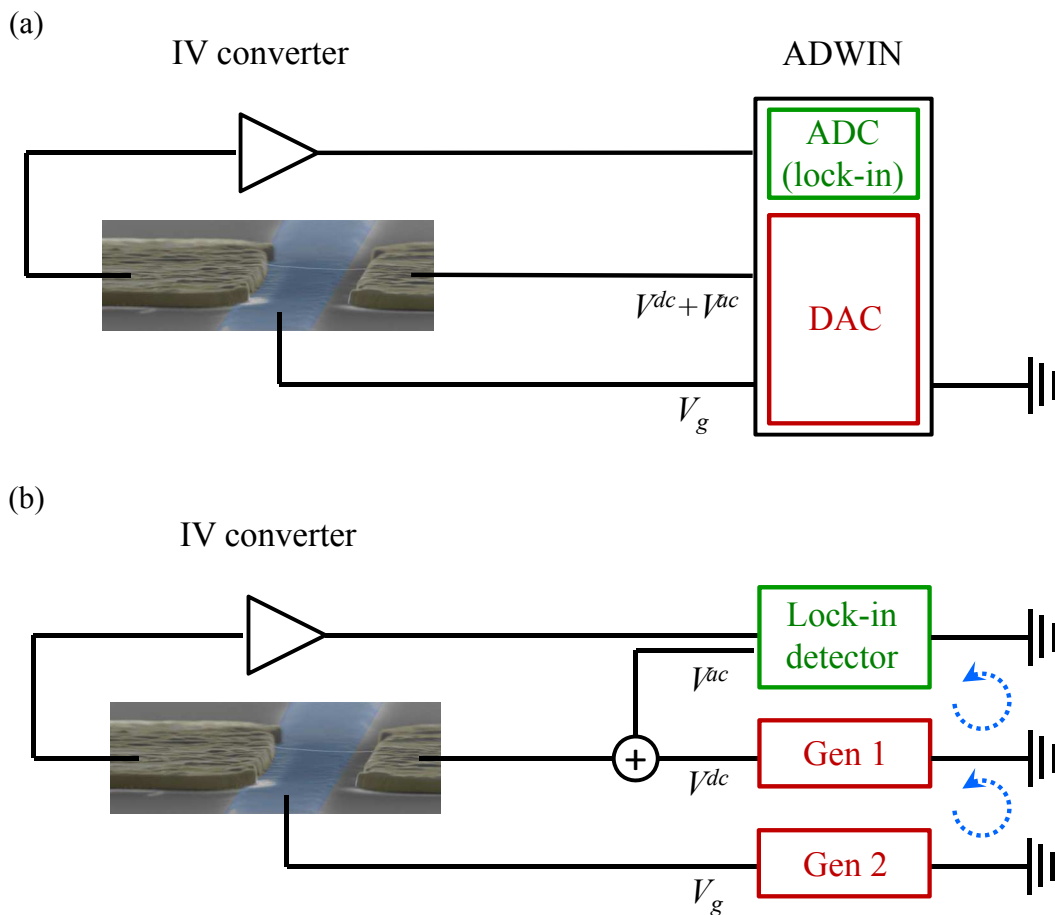 (a)
IV converter
ADWIN
ADC
(lock-in)
V^dc+V^ac
DAC
V_g
(b)
IV converter
Lock-in
detector
V^ac
+
V^dc
Gen 1
V_g
Gen 2